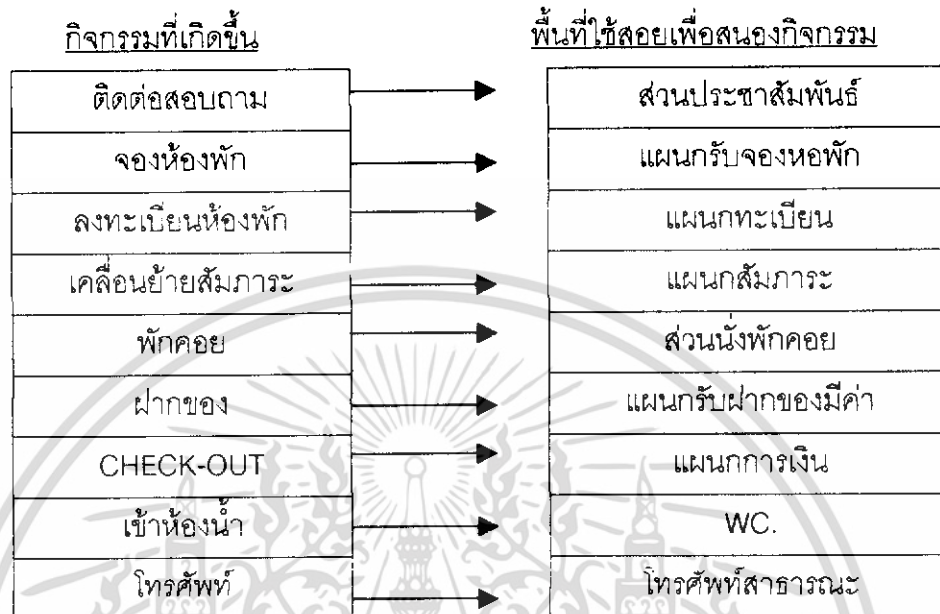 กิจกรรมที่เกิดขึ้น พื้นที่ใช้สอยเพื่อสนองกิจกรรม
ติดต่อสอบถาม ส่วนประชาสัมพันธ์
จองห้องพัก แผนกรับจองหอพัก
ลงทะเบียนห้องพัก แผนกทะเบียน
เคลื่อนย้ายสัมภาระ แผนกสัมภาระ
พักคอย ส่วนนั่งพักคอย
ฝากของ แผนกรับฝากของมีค่า
CHECK-OUT แผนกการเงิน
เข้าห้องน้ำ WC.
โทรศัพท์ โทรศัพท์สาธารณะ